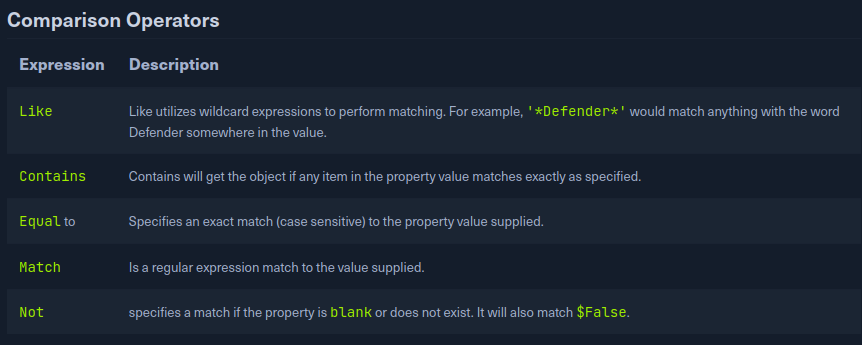 Comparison Operators
Expression Description
Like Like utilizes wildcard expressions to perform matching. For example, '*Defender*' would match anything with the word
Defender somewhere in the value.
Contains Contains will get the object if any item in the property value matches exactly as specified.
Equal to Specifies an exact match (case sensitive) to the property value supplied.
Match Is a regular expression match to the value supplied.
Not specifies a match if the property is blank or does not exist. It will also match $False.